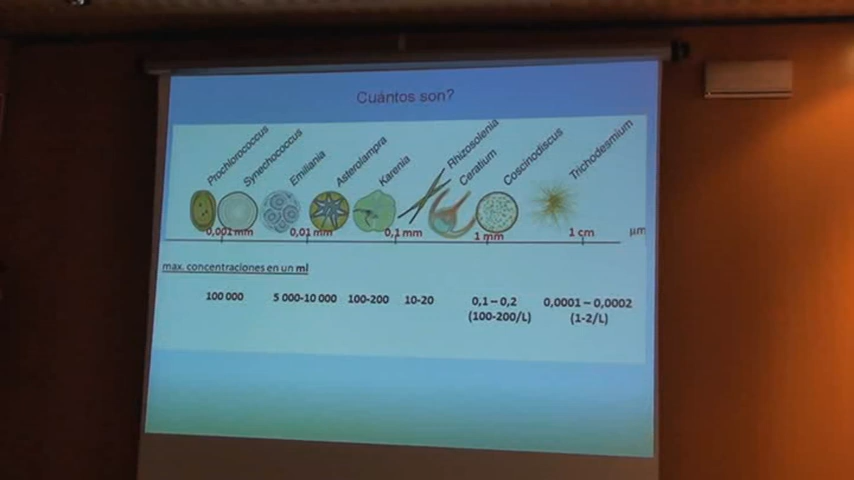 Cuántos son?
Prochlorococcus
Synechococcus
Emiliania
Asterolampra
Karenia
Rhizosolenia
Ceratium
Coscinodiscus
Trichodesmium
0,001 mm 0,01 mm 0,1 mm 1 mm 1 cm µm
max. concentraciones en un ml
100 000 5 000-10 000 100-200 10-20 0,1 – 0,2 0,0001 – 0,0002
(100-200/L) (1-2/L)